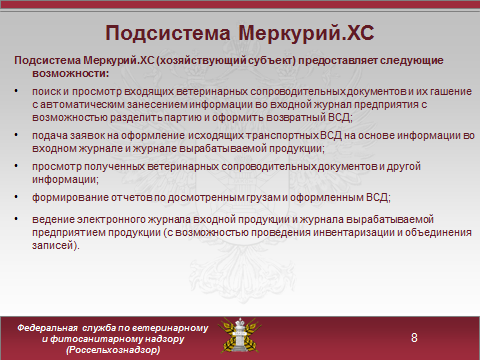 Подсистема Меркурий.ХС
Подсистема Меркурий.ХС (хозяйствующий субъект) предоставляет следующие
возможности:
• поиск и просмотр входящих ветеринарных сопроводительных документов и их гашение
с автоматическим занесением информации во входной журнал предприятия с
возможностью разделить партию и оформить возвратный ВСД;
• подача заявок на оформление исходящих транспортных ВСД на основе информации во
входном журнале и журнале вырабатываемой продукции;
• просмотр полученных ветеринарных сопроводительных документов и другой
информации;
• формирование отчетов по досмотренным грузам и оформленным ВСД;
• ведение электронного журнала входной продукции и журнала вырабатываемой
предприятием продукции (с возможностью проведения инвентаризации и объединения
записей).
Федеральная служба по ветеринарному
и фитосанитарному надзору
(Россельхознадзор)
8